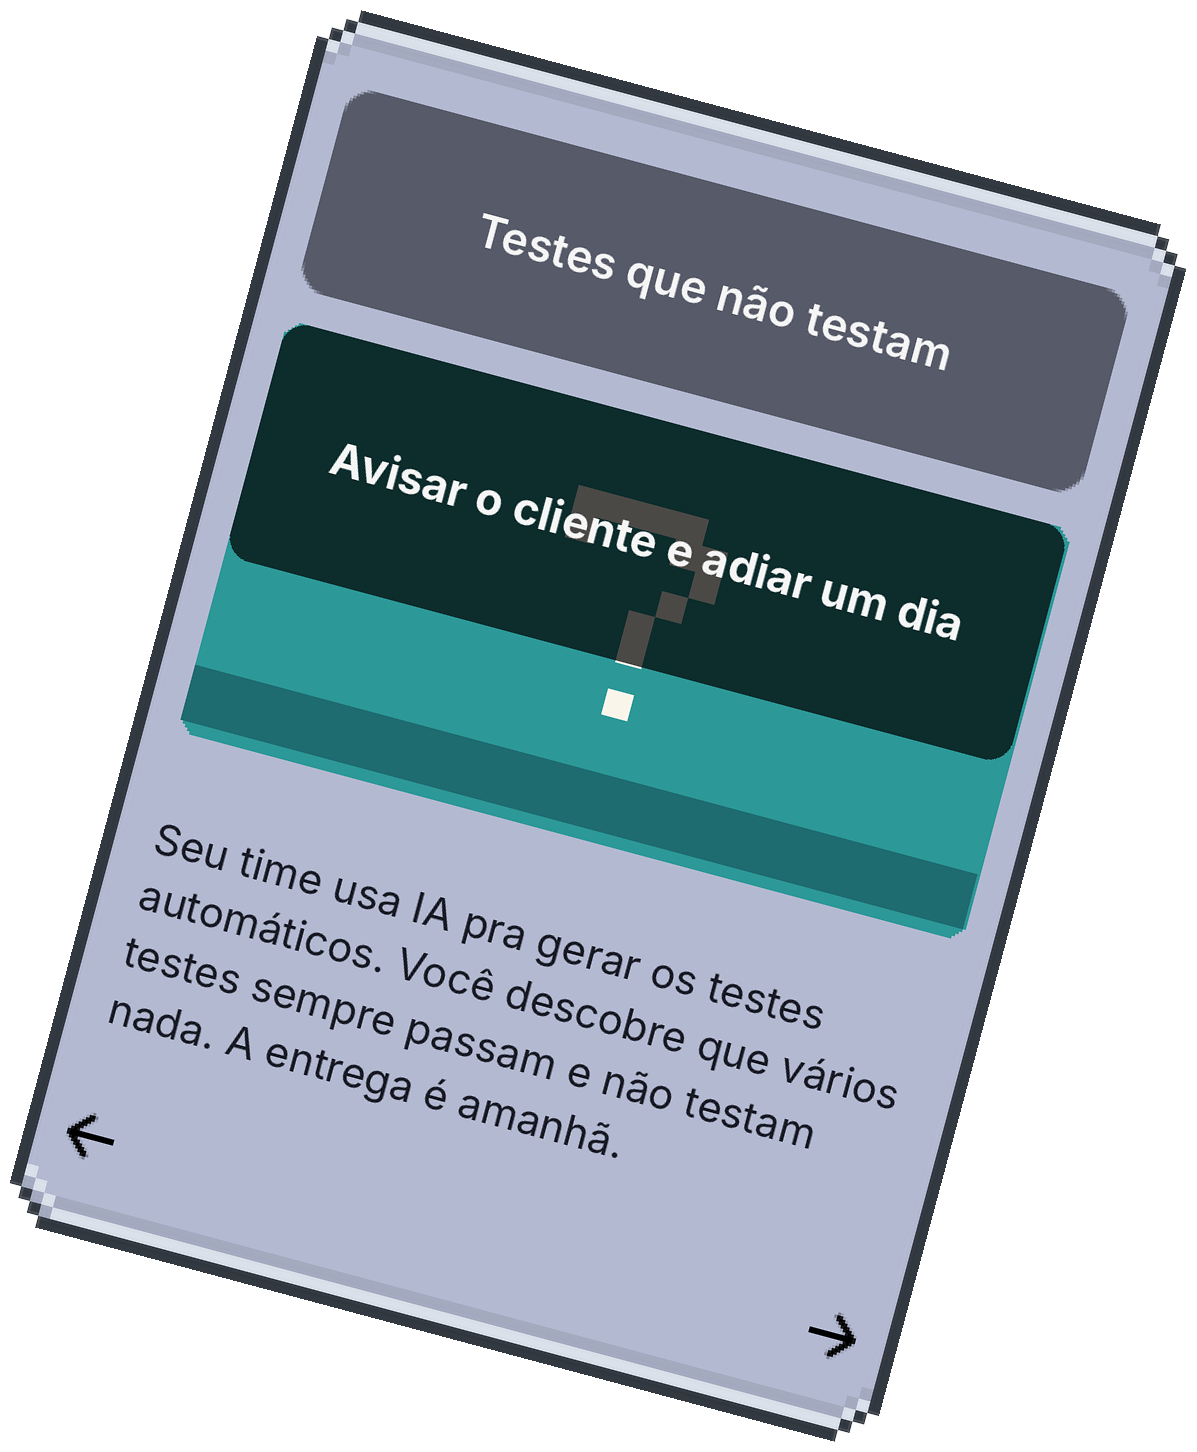 Testes que não testam
Avisar o cliente e adiar um dia
Seu time usa IA pra gerar os testes
automáticos. Você descobre que vários
testes sempre passam e não testam
nada. A entrega é amanhã.